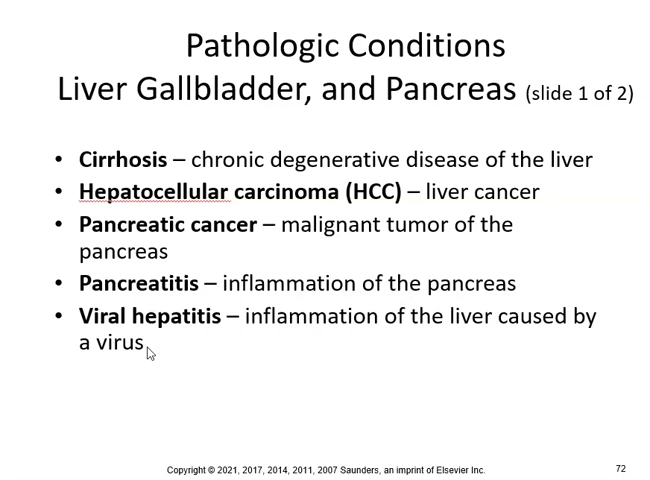 Pathologic Conditions
Liver Gallbladder, and Pancreas (slide 1 of 2)
• Cirrhosis – chronic degenerative disease of the liver
• Hepatocellular carcinoma (HCC) – liver cancer
• Pancreatic cancer – malignant tumor of the
pancreas
• Pancreatitis – inflammation of the pancreas
• Viral hepatitis – inflammation of the liver caused by
a virus
Copyright © 2021, 2017, 2014, 2011, 2007 Saunders, an imprint of Elsevier Inc.
72